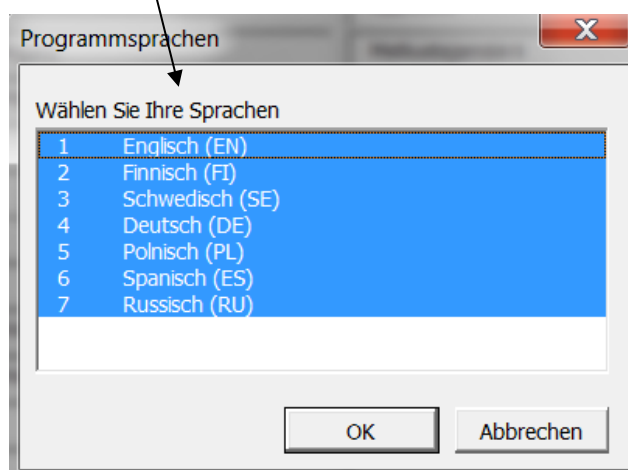 Programmsprachen
X
Wählen Sie Ihre Sprachen
1 Englisch (EN)
2 Finnisch (FI)
3 Schwedisch (SE)
4 Deutsch (DE)
5 Polnisch (PL)
6 Spanisch (ES)
7 Russisch (RU)
OK Abbrechen